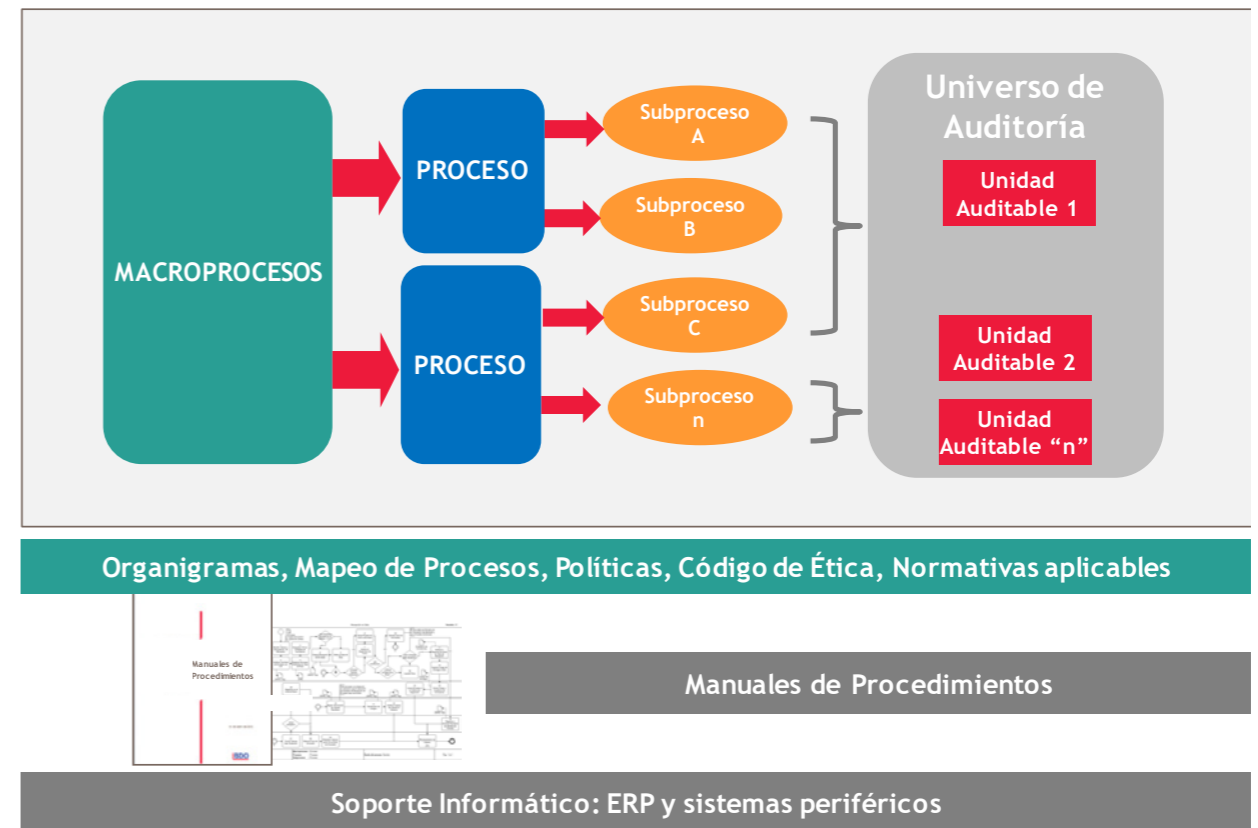 MACROPROCESOS
PROCESO
PROCESO
Subproceso
A
Subproceso
B
Subproceso
C
Subproceso
n
Universo de
Auditoría
Unidad
Auditable 1
Unidad
Auditable 2
Unidad
Auditable “n”
Organigramas, Mapeo de Procesos, Políticas, Código de Ética, Normativas aplicables
Manuales de
Procedimientos
BDO
Manuales de Procedimientos
Soporte Informático: ERP y sistemas periféricos